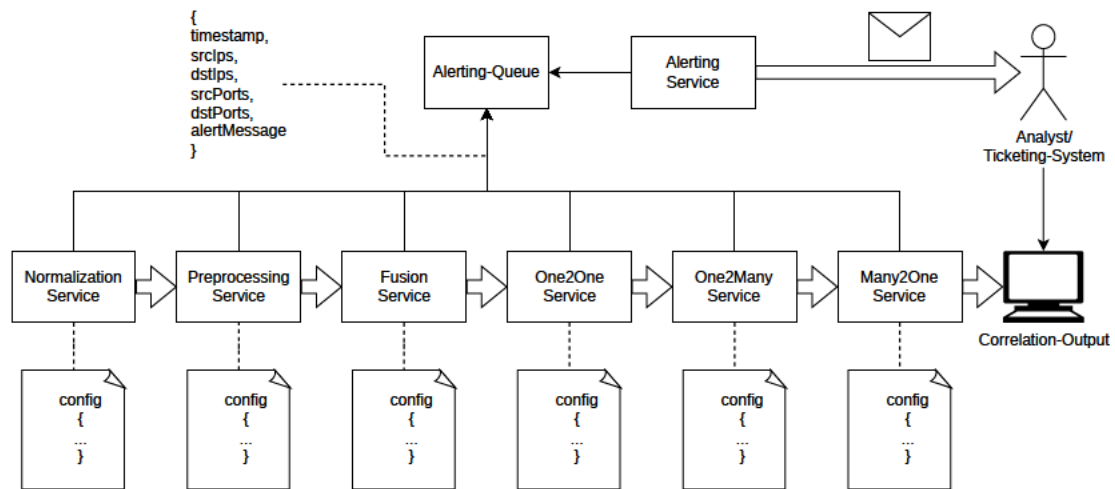 {
timestamp,
srcIps,
dstIps,
srcPorts,
dstPorts,
alertMessage
}
Alerting-Queue
Alerting
Service
Analyst/
Ticketing-System
Normalization
Service
Preprocessing
Service
Fusion
Service
One2One
Service
One2Many
Service
Many2One
Service
Correlation-Output
config
{
...
}
config
{
...
}
config
{
...
}
config
{
...
}
config
{
...
}
config
{
...
}